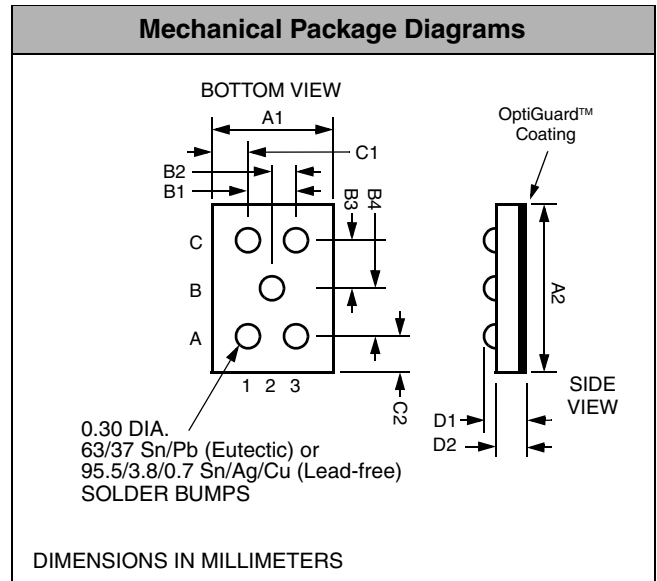 Mechanical Package Diagrams
BOTTOM VIEW
A1
OptiGuard™
Coating
C1
B2
B1
B3
B4
C
B
A
A2
1 2 3
C2
SIDE
VIEW
D1
D2
0.30 DIA.
63/37 Sn/Pb (Eutectic) or
95.5/3.8/0.7 Sn/Ag/Cu (Lead-free)
SOLDER BUMPS
DIMENSIONS IN MILLIMETERS